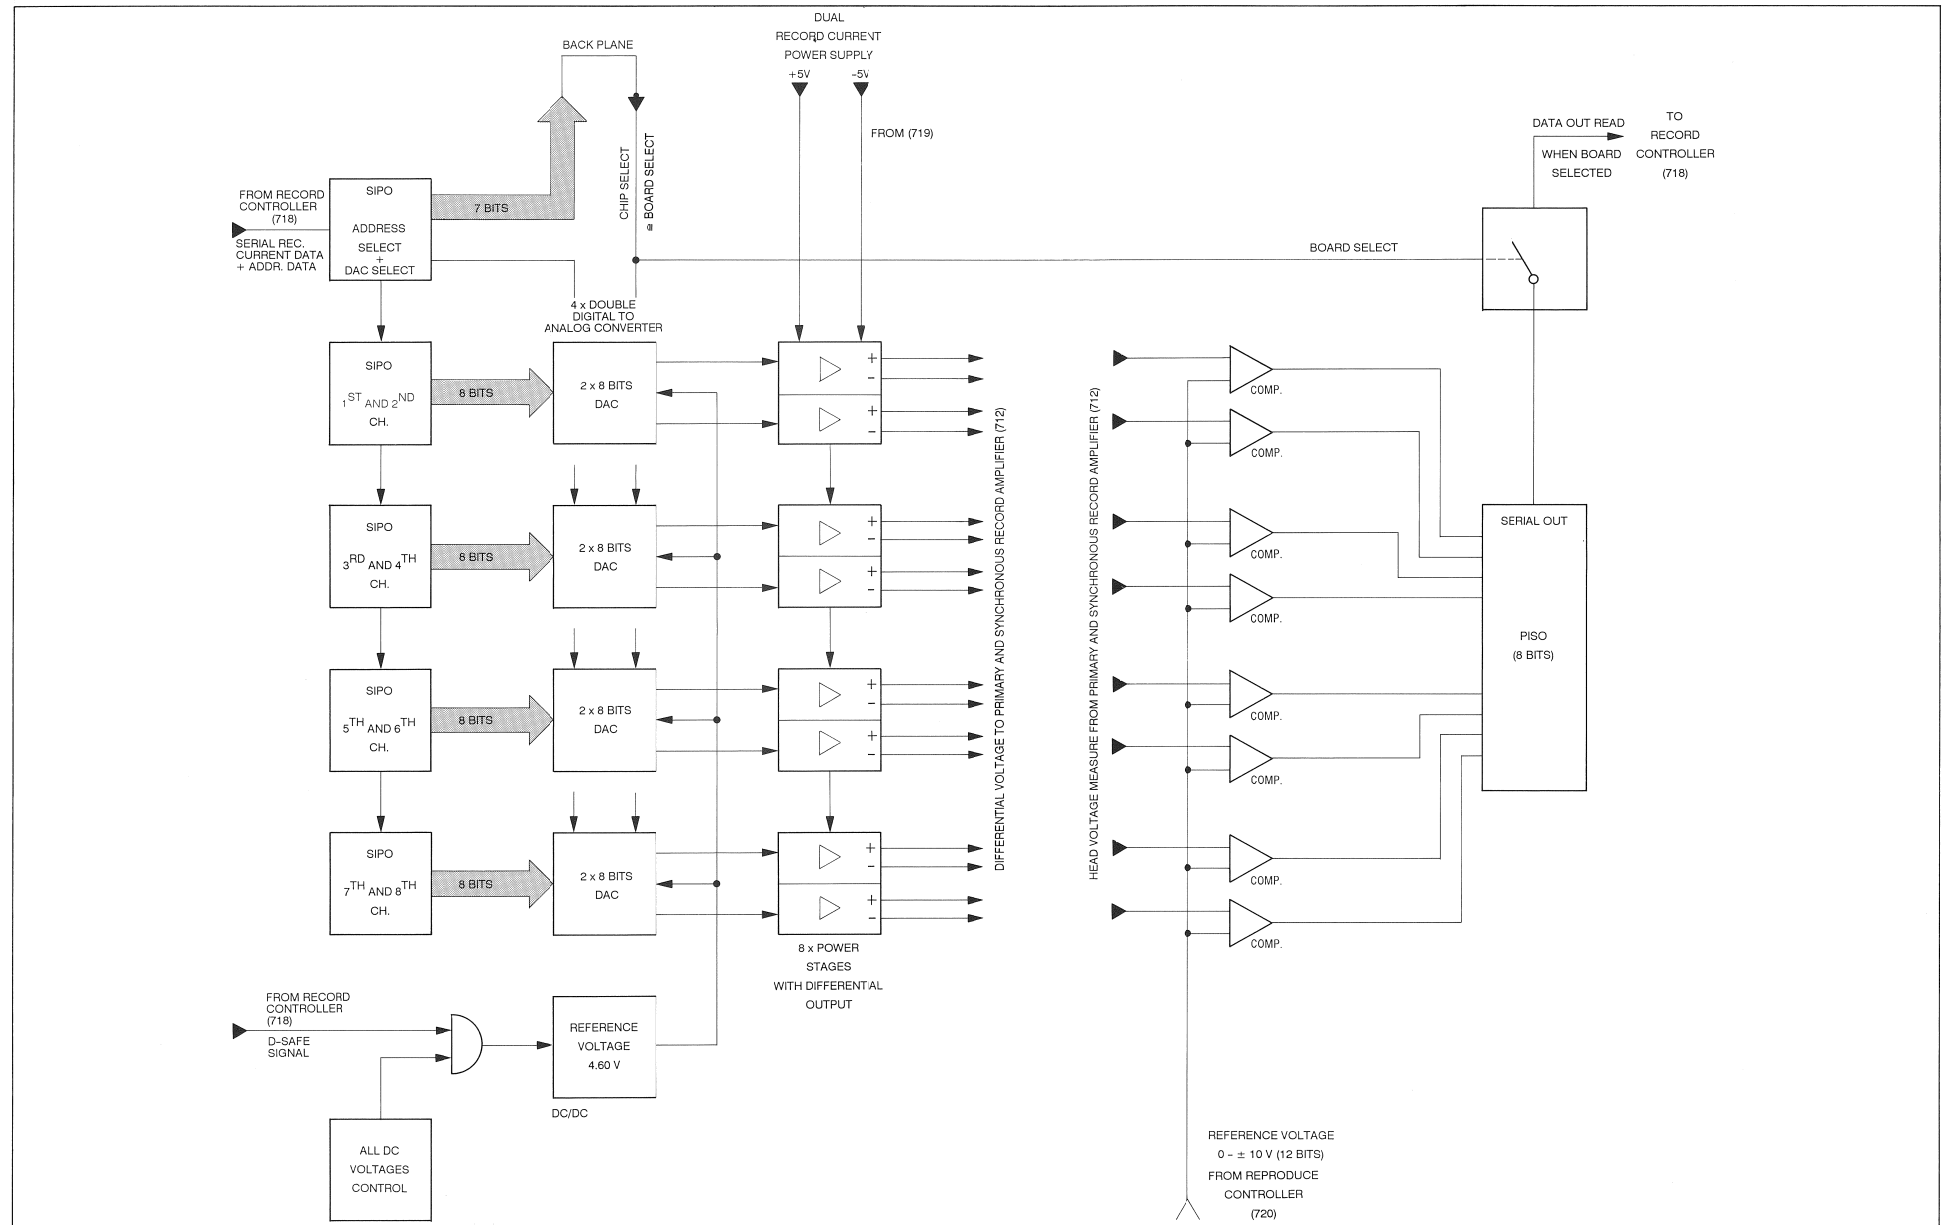 DUAL
RECORD CURRENT
POWER SUPPLY
+5V
-5V
FROM (719)
BACK PLANE
CHIP SELECT
≅ BOARD SELECT
DATA OUT READ
WHEN BOARD
SELECTED
TO
RECORD
CONTROLLER
(718)
FROM RECORD
CONTROLLER
(718)
SERIAL REC.
CURRENT DATA
+ ADDR. DATA
SIPO
ADDRESS
SELECT
+
DAC SELECT
7 BITS
BOARD SELECT
4 x DOUBLE
DIGITAL TO
ANALOG CONVERTER
SIPO
1ST AND 2ND
CH.
8 BITS
2 x 8 BITS
DAC
+
-
+
-
SIPO
3RD AND 4TH
CH.
8 BITS
2 x 8 BITS
DAC
+
-
+
-
SIPO
5TH AND 6TH
CH.
8 BITS
2 x 8 BITS
DAC
+
-
+
-
SIPO
7TH AND 8TH
CH.
8 BITS
2 x 8 BITS
DAC
+
-
+
-
8 x POWER
STAGES
WITH DIFFERENTIAL
OUTPUT
DIFFERENTIAL VOLTAGE TO PRIMARY AND SYNCHRONOUS RECORD AMPLIFIER (712)
HEAD VOLTAGE MEASURE FROM PRIMARY AND SYNCHRONOUS RECORD AMPLIFIER (712)
COMP.
COMP.
COMP.
COMP.
COMP.
COMP.
COMP.
COMP.
SERIAL OUT
PISO
(8 BITS)
FROM RECORD
CONTROLLER
(718)
D-SAFE
SIGNAL
REFERENCE
VOLTAGE
4.60 V
DC/DC
ALL DC
VOLTAGES
CONTROL
REFERENCE VOLTAGE
0 - ± 10 V (12 BITS)
FROM REPRODUCE
CONTROLLER
(720)